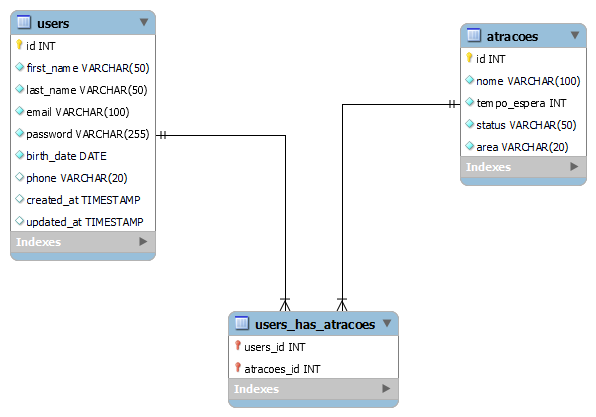 users
id INT
first_name VARCHAR(50)
last_name VARCHAR(50)
email VARCHAR(100)
password VARCHAR(255)
birth_date DATE
phone VARCHAR(20)
created_at TIMESTAMP
updated_at TIMESTAMP
Indexes
atracoes
id INT
nome VARCHAR(100)
tempo_espera INT
status VARCHAR(50)
area VARCHAR(20)
Indexes
users_has_atracoes
users_id INT
atracoes_id INT
Indexes